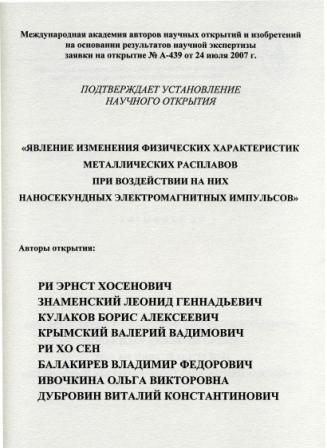 Международная академия авторов научных открытий и изобретений
на основании результатов научной экспертизы
заявки на открытие № А-439 от 24 июля 2007 г.
ПОДТВЕРЖДАЕТ УСТАНОВЛЕНИЕ
НАУЧНОГО ОТКРЫТИЯ
«ЯВЛЕНИЕ ИЗМЕНЕНИЯ ФИЗИЧЕСКИХ ХАРАКТЕРИСТИК
МЕТАЛЛИЧЕСКИХ РАСПЛАВОВ
ПРИ ВОЗДЕЙСТВИИ НА НИХ
НАНОСЕКУНДНЫХ ЭЛЕКТРОМАГНИТНЫХ ИМПУЛЬСОВ»
Авторы открытия:
РИ ЭРНСТ ХОСЕНОВИЧ
ЗНАМЕНСКИЙ ЛЕОНИД ГЕННАДЬЕВИЧ
КУЛАКОВ БОРИС АЛЕКСЕЕВИЧ
КРЫМСКИЙ ВАЛЕРИЙ ВАДИМОВИЧ
РИ ХО СЕН
БАЛАКИРЕВ ВЛАДИМИР ФЕДОРОВИЧ
ИВОЧКИНА ОЛЬГА ВИКТОРОВНА
ДУБРОВИН ВИТАЛИЙ КОНСТАНТИНОВИЧ